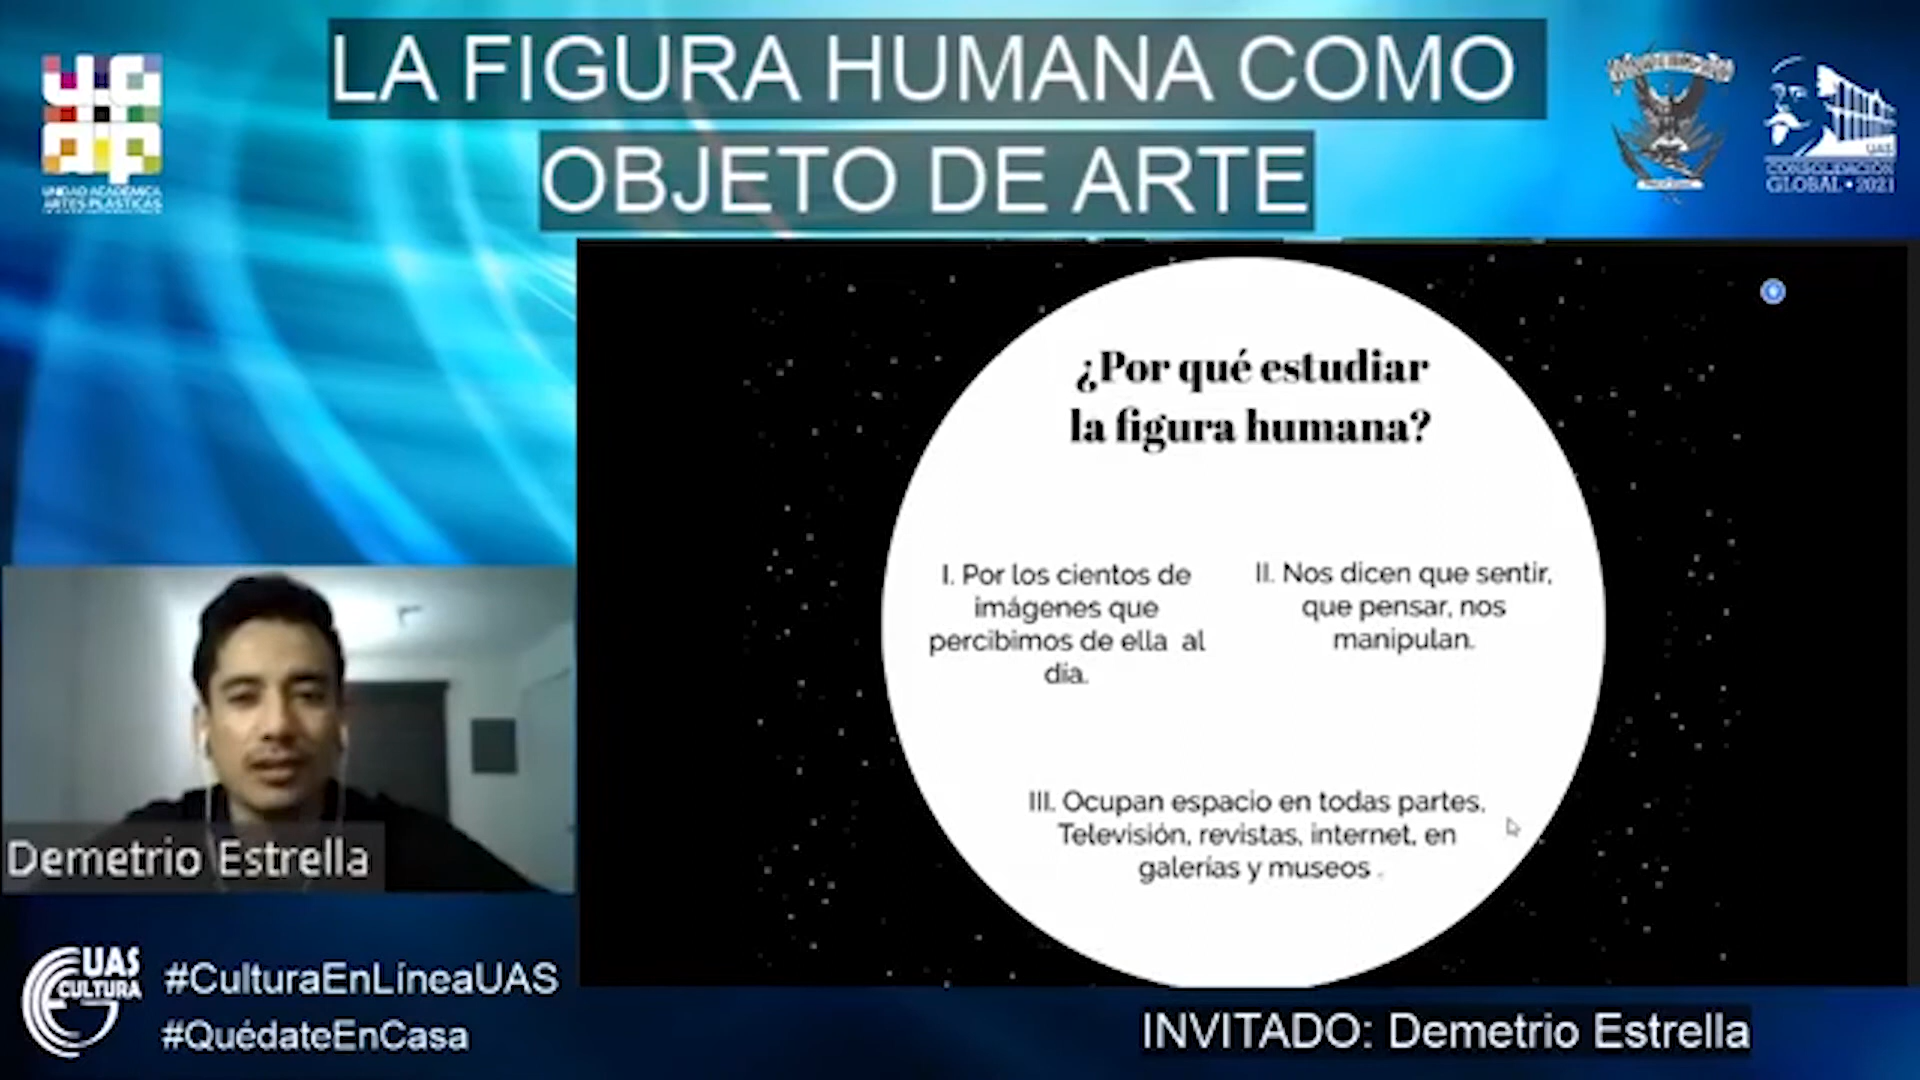 LA FIGURA HUMANA COMO
OBJETO DE ARTE
UNIDAD ACADÉMICA
ARTES PLASTICAS
UAS
CONSOLIDACIÓN
GLOBAL • 2021
¿Por qué estudiar
la figura humana?
I. Por los cientos de
imágenes que
percibimos de ella al
dia.
II. Nos dicen que sentir,
que pensar, nos
manipulan.
III. Ocupan espacio en todas partes.
Televisión, revistas, internet, en
galerías y museos .
Demetrio Estrella
UAS
CULTURA
#CulturaEnLíneaUAS
#QuédateEnCasa
INVITADO: Demetrio Estrella